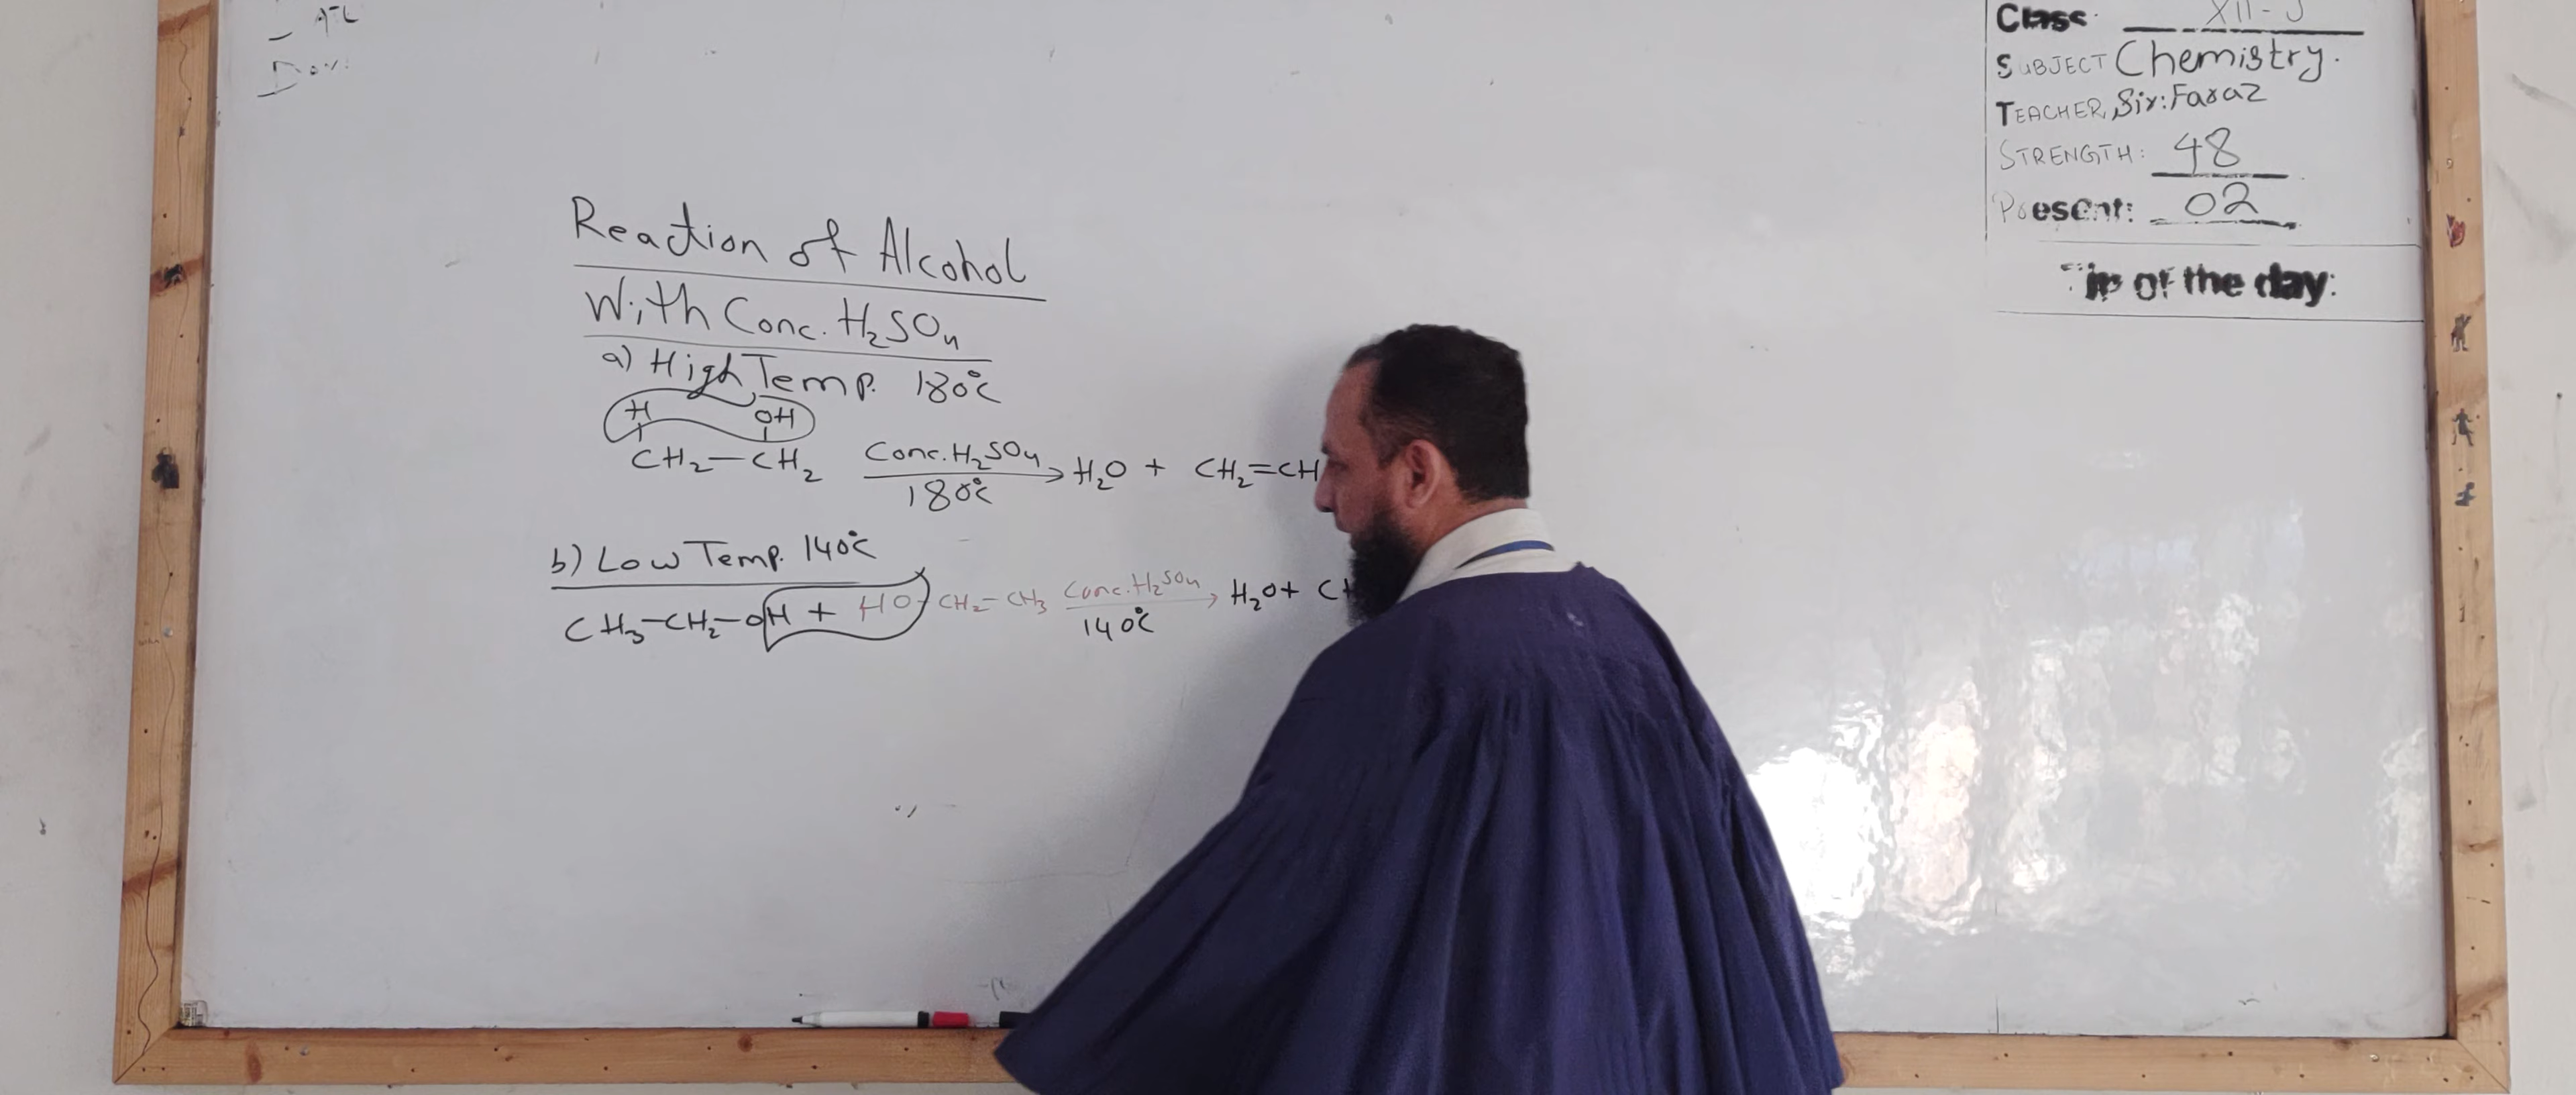 Reaction of Alcohol
With Conc. H₂SO₄
a) High Temp. 180°C
H OH
CH₂-CH₂ Conc. H₂SO₄ → H₂O + CH₂=CH
180°C
b) Low Temp. 140°C
CH₃-CH₂-OH + HO-CH₂-CH₃ Conc. H₂SO₄ → H₂O + CH
140°C
Class: XII-J
SUBJECT Chemistry.
TEACHER, Sir: Faraz
STRENGTH: 48
Present: 02
Tip of the day: